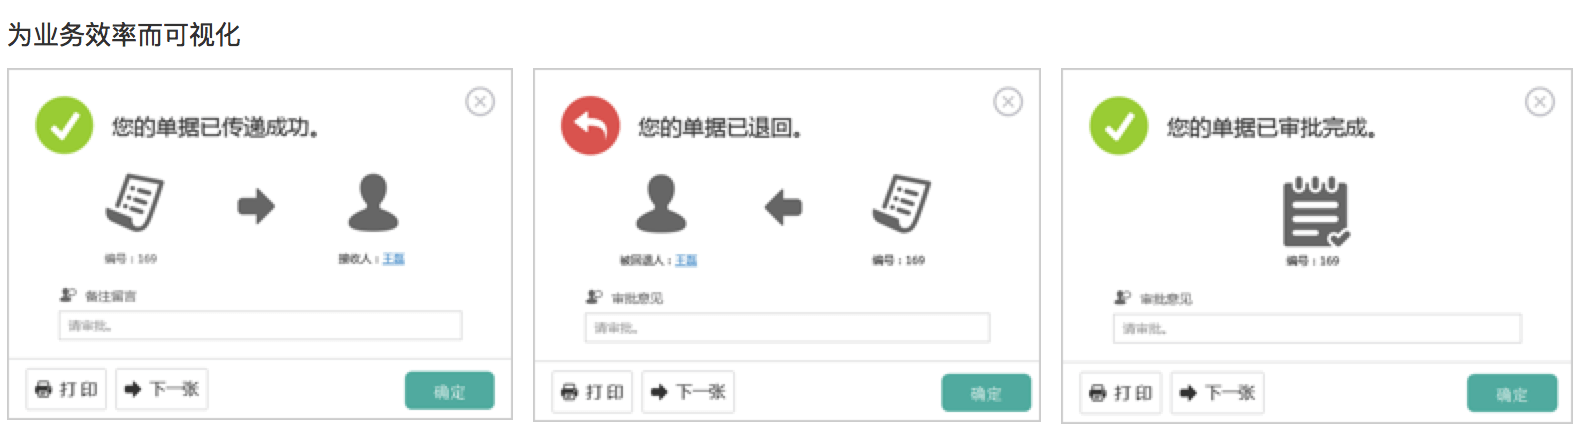 为业务效率而可视化
您的单据已传递成功。
编号：169
接收人：王磊
备注留言
请审批。
打印
下一张
确定
您的单据已退回。
被回退人：王磊
编号：169
审批意见
请审批。
打印
下一张
确定
您的单据已审批完成。
编号：169
审批意见
请审批。
打印
下一张
确定